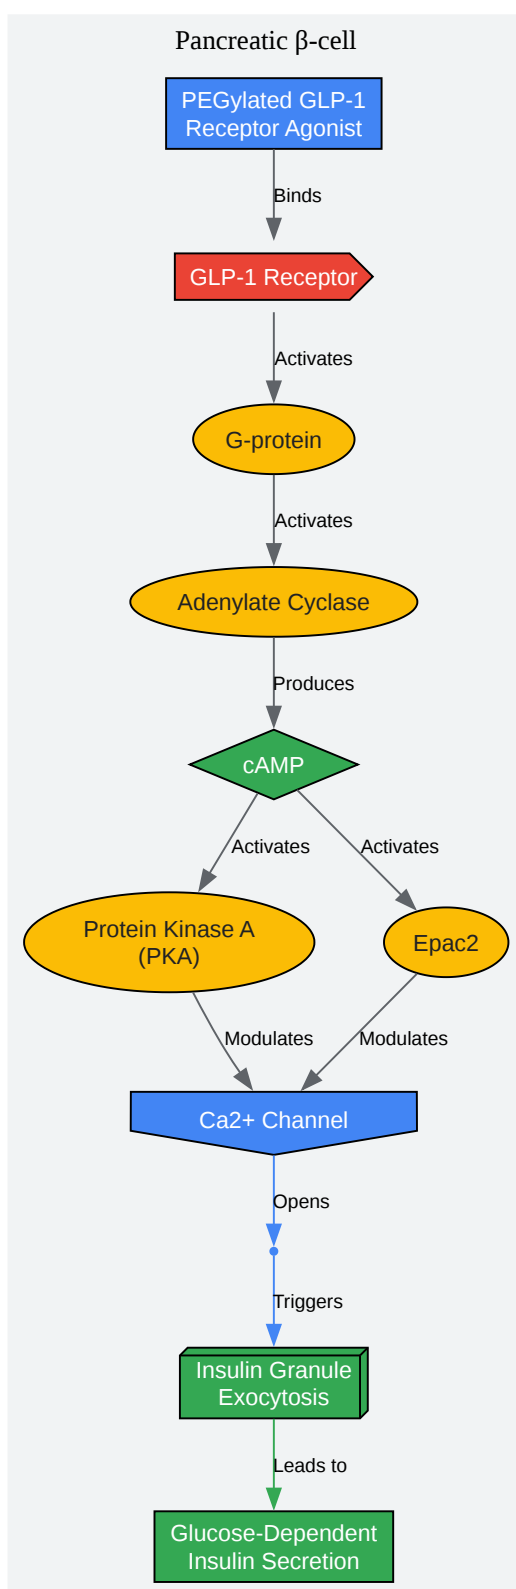 Pancreatic β-cell
PEGylated GLP-1
Receptor Agonist
Binds
GLP-1 Receptor
Activates
G-protein
Activates
Adenylate Cyclase
Produces
cAMP
Activates
Activates
Protein Kinase A
(PKA)
Epac2
Modulates
Modulates
Ca2+ Channel
Opens
Triggers
Insulin Granule
Exocytosis
Leads to
Glucose-Dependent
Insulin Secretion